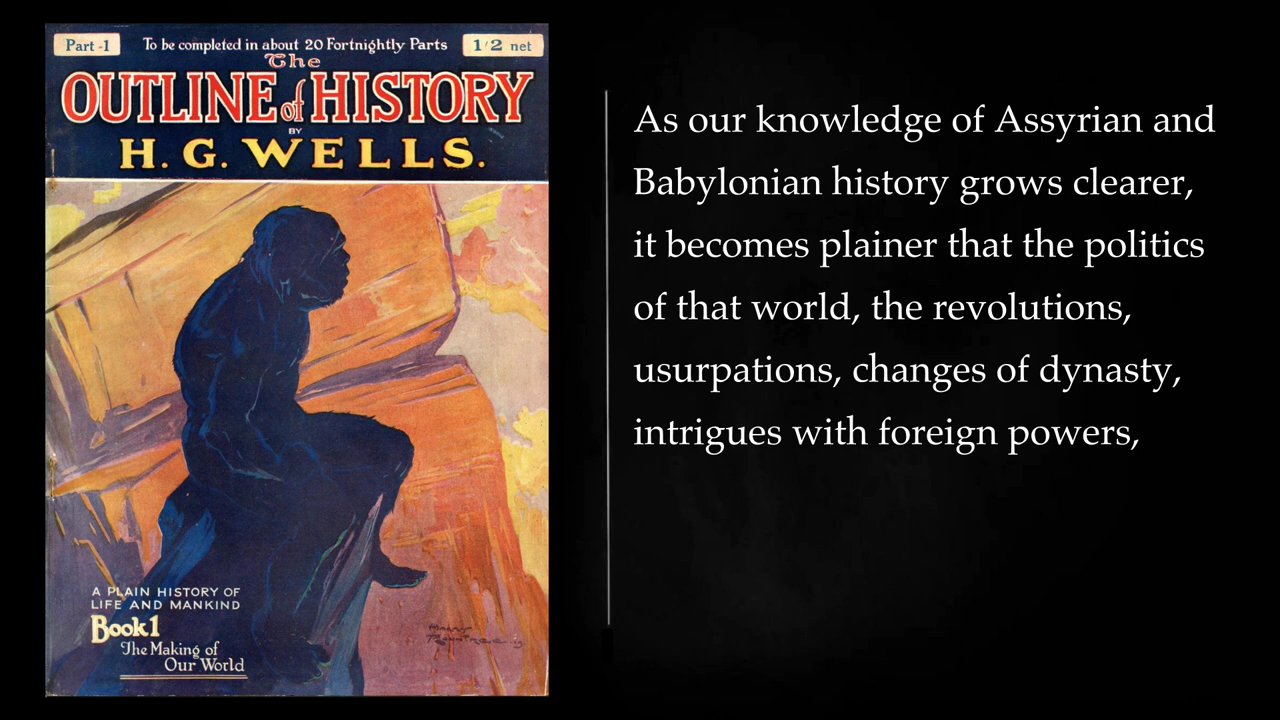 Part -1
To be completed in about 20 Fortnightly Parts
1/2 net
The
OUTLINE of HISTORY
BY
H. G. WELLS.
A PLAIN HISTORY OF
LIFE AND MANKIND
Book 1
The Making of
Our World
As our knowledge of Assyrian and
Babylonian history grows clearer,
it becomes plainer that the politics
of that world, the revolutions,
usurpations, changes of dynasty,
intrigues with foreign powers,